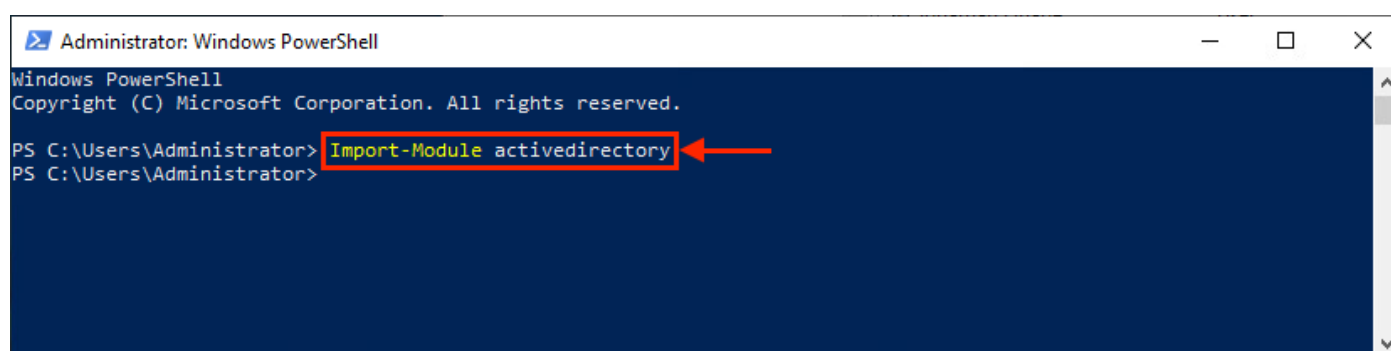 Administrator: Windows PowerShell
Windows PowerShell
Copyright (C) Microsoft Corporation. All rights reserved.
PS C:\Users\Administrator> Import-Module activedirectory
PS C:\Users\Administrator>